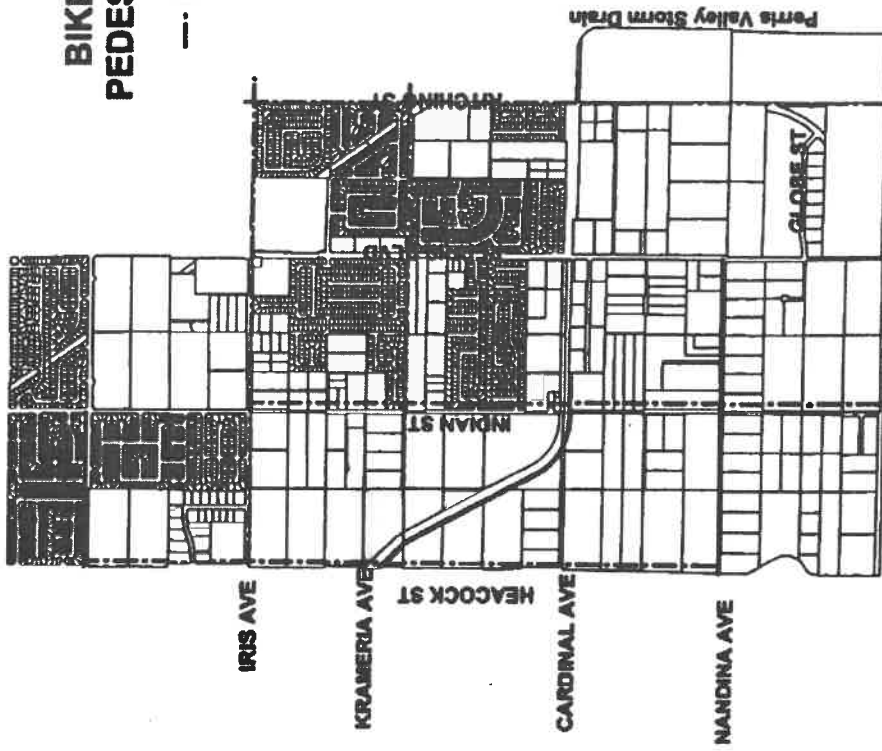 BIK
PEDES
Perris Valley Storm Drain
KITCHING ST
GLOBE ST
INDIAN ST
HEACOCK ST
IRIS AVE
KRAMERIA AVE
CARDINAL AVE
NANDINA AVE